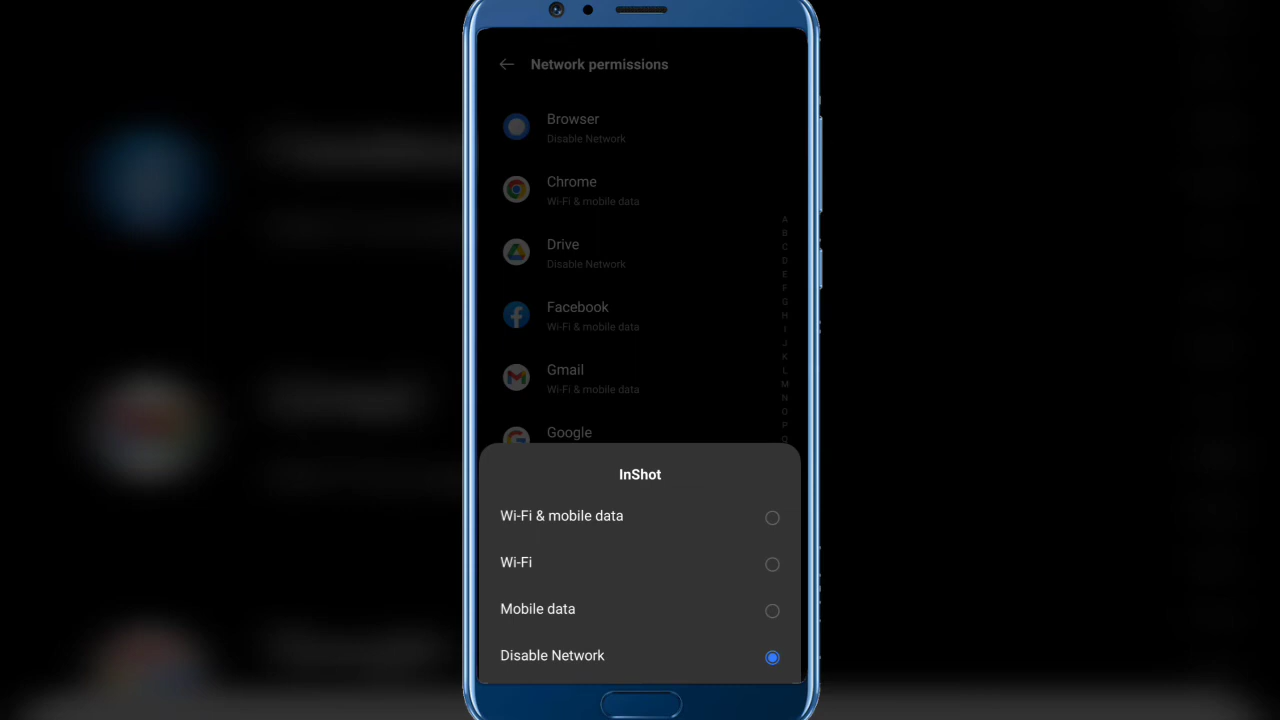 Network permissions
Browser
Disable Network
Chrome
Wi-Fi & mobile data
Drive
Disable Network
Facebook
Wi-Fi & mobile data
Gmail
Wi-Fi & mobile data
Google
A
B
C
D
E
F
G
H
I
J
K
L
M
N
O
P
Q
InShot
Wi-Fi & mobile data
Wi-Fi
Mobile data
Disable Network